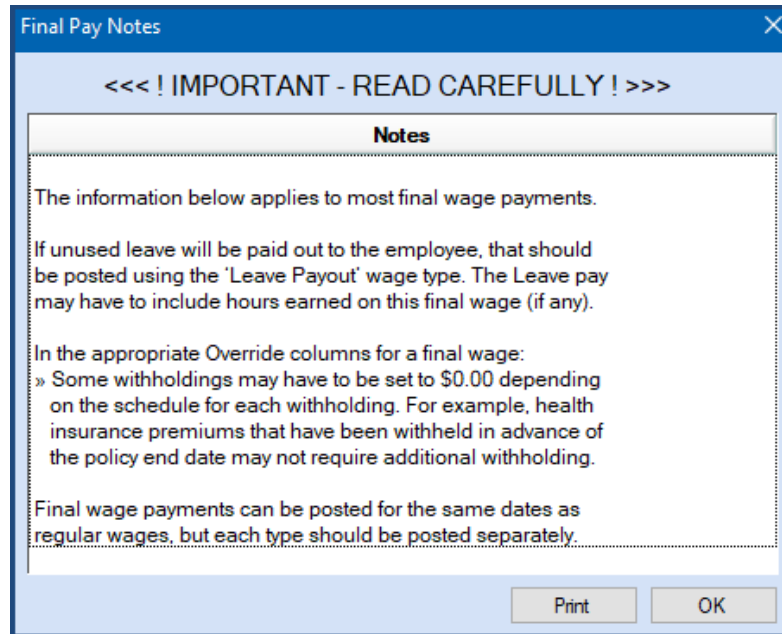 Final Pay Notes
<<< ! IMPORTANT - READ CAREFULLY ! >>>
Notes
The information below applies to most final wage payments.
If unused leave will be paid out to the employee, that should
be posted using the ‘Leave Payout’ wage type. The Leave pay
may have to include hours earned on this final wage (if any).
In the appropriate Override columns for a final wage:
» Some withholdings may have to be set to $0.00 depending
on the schedule for each withholding. For example, health
insurance premiums that have been withheld in advance of
the policy end date may not require additional withholding.
Final wage payments can be posted for the same dates as
regular wages, but each type should be posted separately.
Print
OK